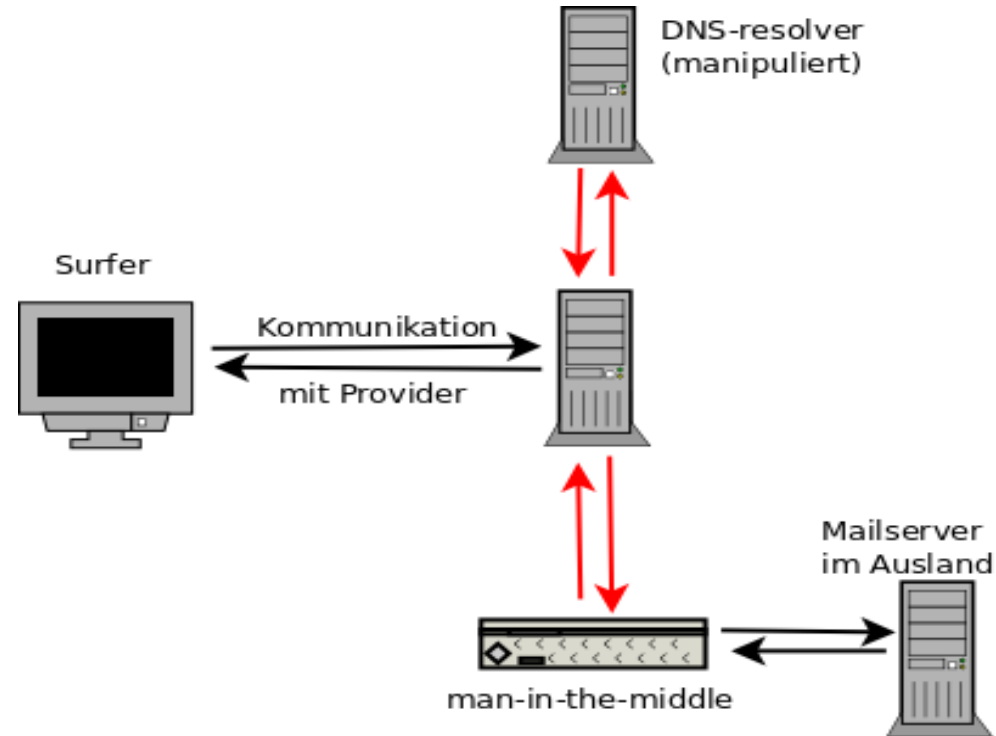 DNS-resolver
(manipuliert)
Surfer
Kommunikation
mit Provider
Mailserver
im Ausland
man-in-the-middle